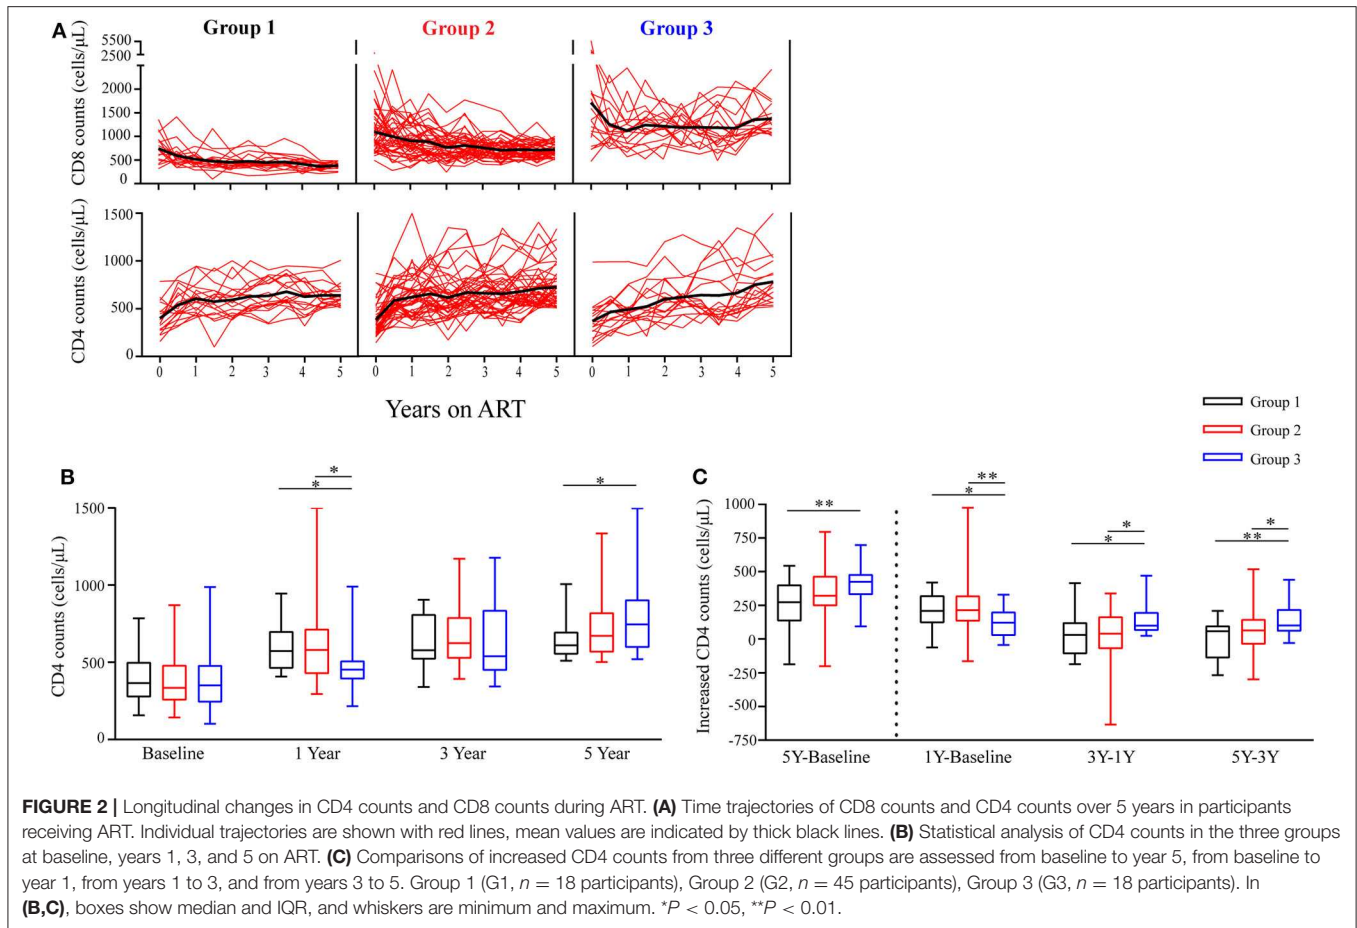 A
Group 1
Group 2
Group 3
CD8 counts (cells/µL)
5500
2500
2000
1500
1000
500
0
CD4 counts (cells/µL)
1500
1000
500
0
0 1 2 3 4 5
0 1 2 3 4 5
0 1 2 3 4 5
Years on ART
Group 1
Group 2
Group 3
B
CD4 counts (cells/µL)
1500
1000
500
0
*
*
*
Baseline
1 Year
3 Year
5 Year
C
Increased CD4 counts (cells/µL)
1000
750
500
250
0
-250
-500
-750
**
**
*
*
*
*
**
5Y-Baseline
1Y-Baseline
3Y-1Y
5Y-3Y
FIGURE 2 | Longitudinal changes in CD4 counts and CD8 counts during ART. (A) Time trajectories of CD8 counts and CD4 counts over 5 years in participants
receiving ART. Individual trajectories are shown with red lines, mean values are indicated by thick black lines. (B) Statistical analysis of CD4 counts in the three groups
at baseline, years 1, 3, and 5 on ART. (C) Comparisons of increased CD4 counts from three different groups are assessed from baseline to year 5, from baseline to
year 1, from years 1 to 3, and from years 3 to 5. Group 1 (G1, n = 18 participants), Group 2 (G2, n = 45 participants), Group 3 (G3, n = 18 participants). In
(B,C), boxes show median and IQR, and whiskers are minimum and maximum. *P < 0.05, **P < 0.01.